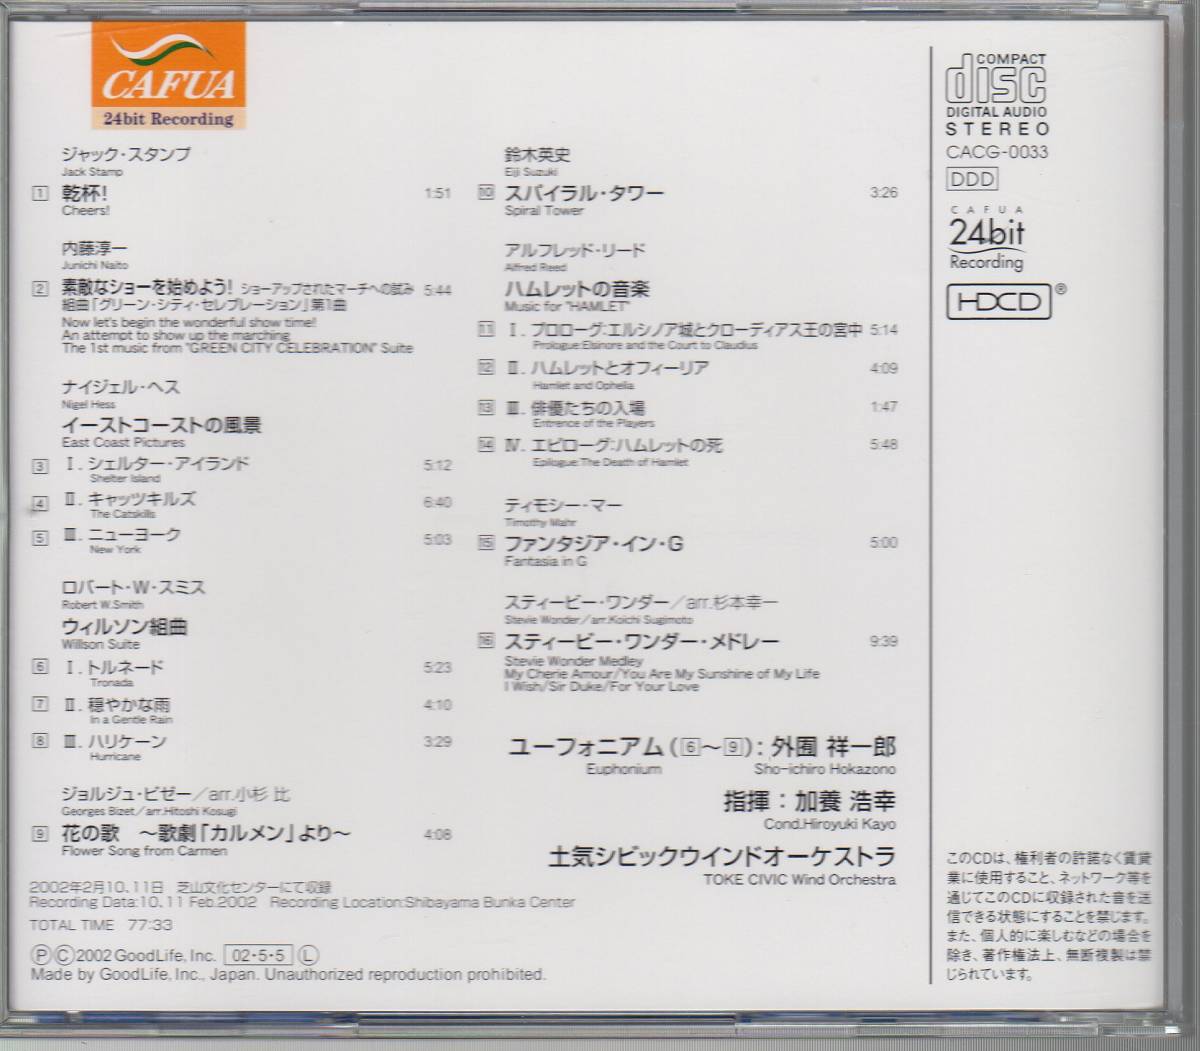 CAFUA
24bit Recording
ジャック・スタンプ
Jack Stamp
1 乾杯! 1:51
Cheers!
内藤淳一
Junichi Naito
2 素敵なショーを始めよう! ショーアップされたマーチへの試み 5:44
組曲「グリーン・シティ・セレブレーション」第1曲
Now let's begin the wonderful show time!
An attempt to show up the marching
The 1st music from "GREEN CITY CELEBRATION" Suite
ナイジェル・ヘス
Nigel Hess
イーストコーストの風景
East Coast Pictures
3 Ⅰ. シェルター・アイランド 5:12
Shelter Island
4 Ⅱ. キャッツキルズ 6:40
The Catskills
5 Ⅲ. ニューヨーク 5:03
New York
ロバート・W・スミス
Robert W.Smith
ウィルソン組曲
Willson Suite
6 Ⅰ. トルネード 5:23
Tronada
7 Ⅱ. 穏やかな雨 4:10
In a Gentle Rain
8 Ⅲ. ハリケーン 3:29
Hurricane
ジョルジュ・ビゼー/arr.小杉 比
Georges Bizet/arr.Hitoshi Kosugi
9 花の歌 〜歌劇「カルメン」より〜 4:08
Flower Song from Carmen
2002年2月10、11日 芝山文化センターにて収録
Recording Data:10, 11 Feb.2002 Recording Location:Shibayama Bunka Center
TOTAL TIME 77:33
ⓅⒸ2002 GoodLife, Inc. 02・5・5 Ⓛ
Made by GoodLife, Inc., Japan. Unauthorized reproduction prohibited.
鈴木英史
Eiji Suzuki
10 スパイラル・タワー 3:26
Spiral Tower
アルフレッド・リード
Alfred Reed
ハムレットの音楽
Music for "HAMLET"
11 Ⅰ. プロローグ:エルシノア城とクローディアス王の宮中 5:14
Prologue:Elsinore and the Court to Claudius
12 Ⅱ. ハムレットとオフィーリア 4:09
Hamlet and Ophelia
13 Ⅲ. 俳優たちの入場 1:47
Entrence of the Players
14 Ⅳ. エピローグ:ハムレットの死 5:48
Epilogue:The Death of Hamlet
ティモシー・マー
Timothy Mahr
15 ファンタジア・イン・G 5:00
Fantasia in G
スティービー・ワンダー/arr.杉本幸一
Stevie Wonder/arr.Koichi Sugimoto
16 スティービー・ワンダー・メドレー 9:39
Stevie Wonder Medley
My Cherie Amour/You Are My Sunshine of My Life
I Wish/Sir Duke/For Your Love
ユーフォニアム(6〜9):外囿 祥一郎
Euphonium Sho-ichiro Hokazono
指揮:加養 浩幸
Cond.Hiroyuki Kayo
土気シビックウインドオーケストラ
TOKE CIVIC Wind Orchestra
COMPACT
disc
DIGITAL AUDIO
STEREO
CACG-0033
DDD
CAFUA
24bit
Recording
HDCD®
このCDは、権利者の許諾なく賃貸
業に使用すること、ネットワーク等を
通じてこのCDに収録された音を送
信できる状態にすることを禁じます。
また、個人的に楽しむなどの場合を
除き、著作権法上、無断複製は禁
じられています。